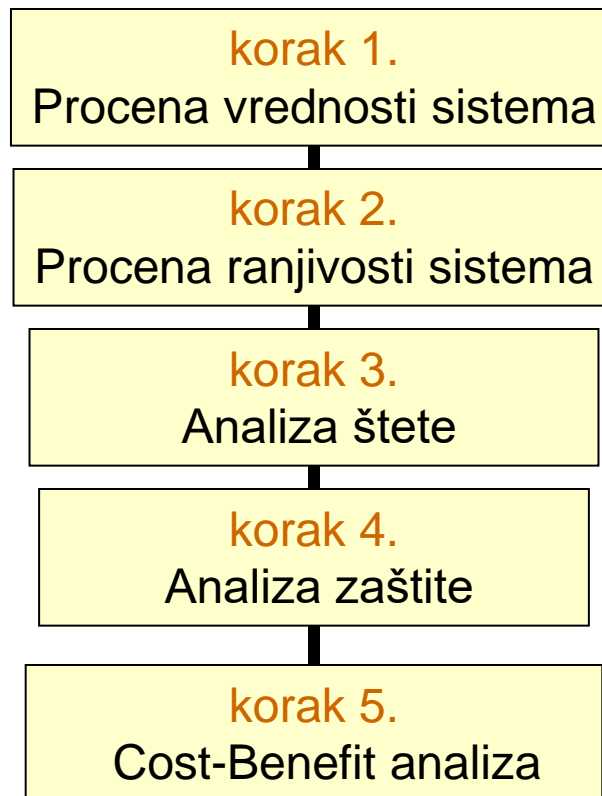 korak 1.
Procena vrednosti sistema
korak 2.
Procena ranjivosti sistema
korak 3.
Analiza štete
korak 4.
Analiza zaštite
korak 5.
Cost-Benefit analiza